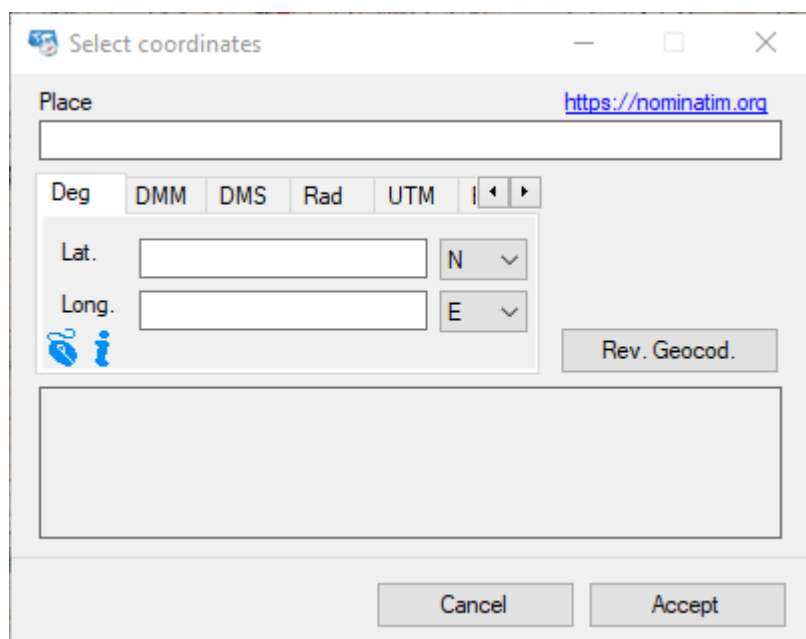 Select coordinates
Place https://nominatim.org
Deg DMM DMS Rad UTM
Lat. N
Long. E
Rev. Geocod.
Cancel Accept